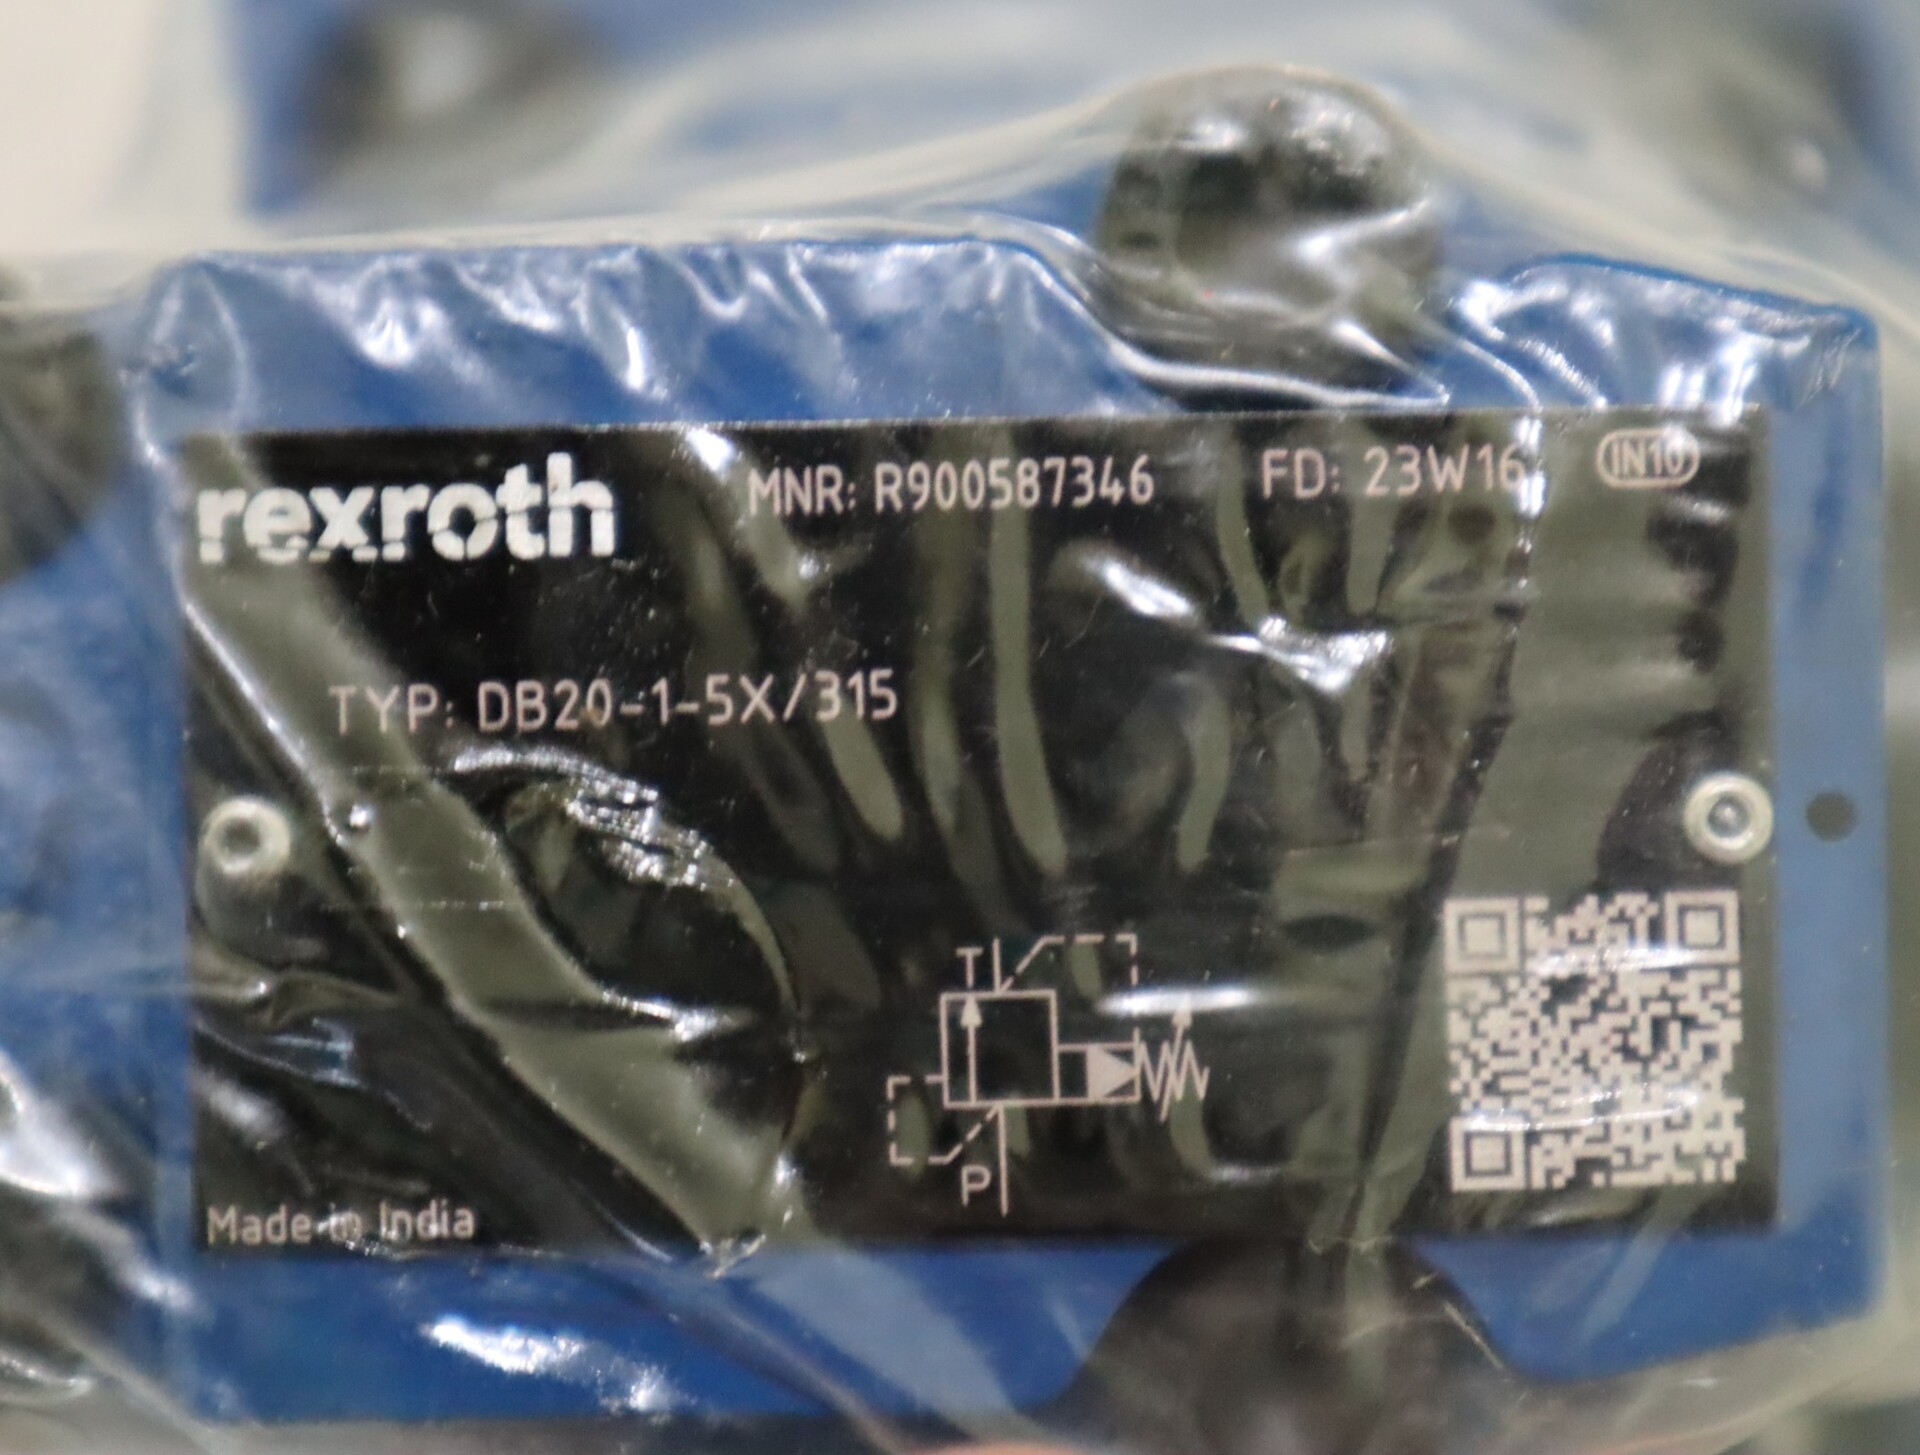 rexroth
MNR: R900587346 FD: 23W16 IN10
TYP: DB20-1-5X/315
T
P
Made in India